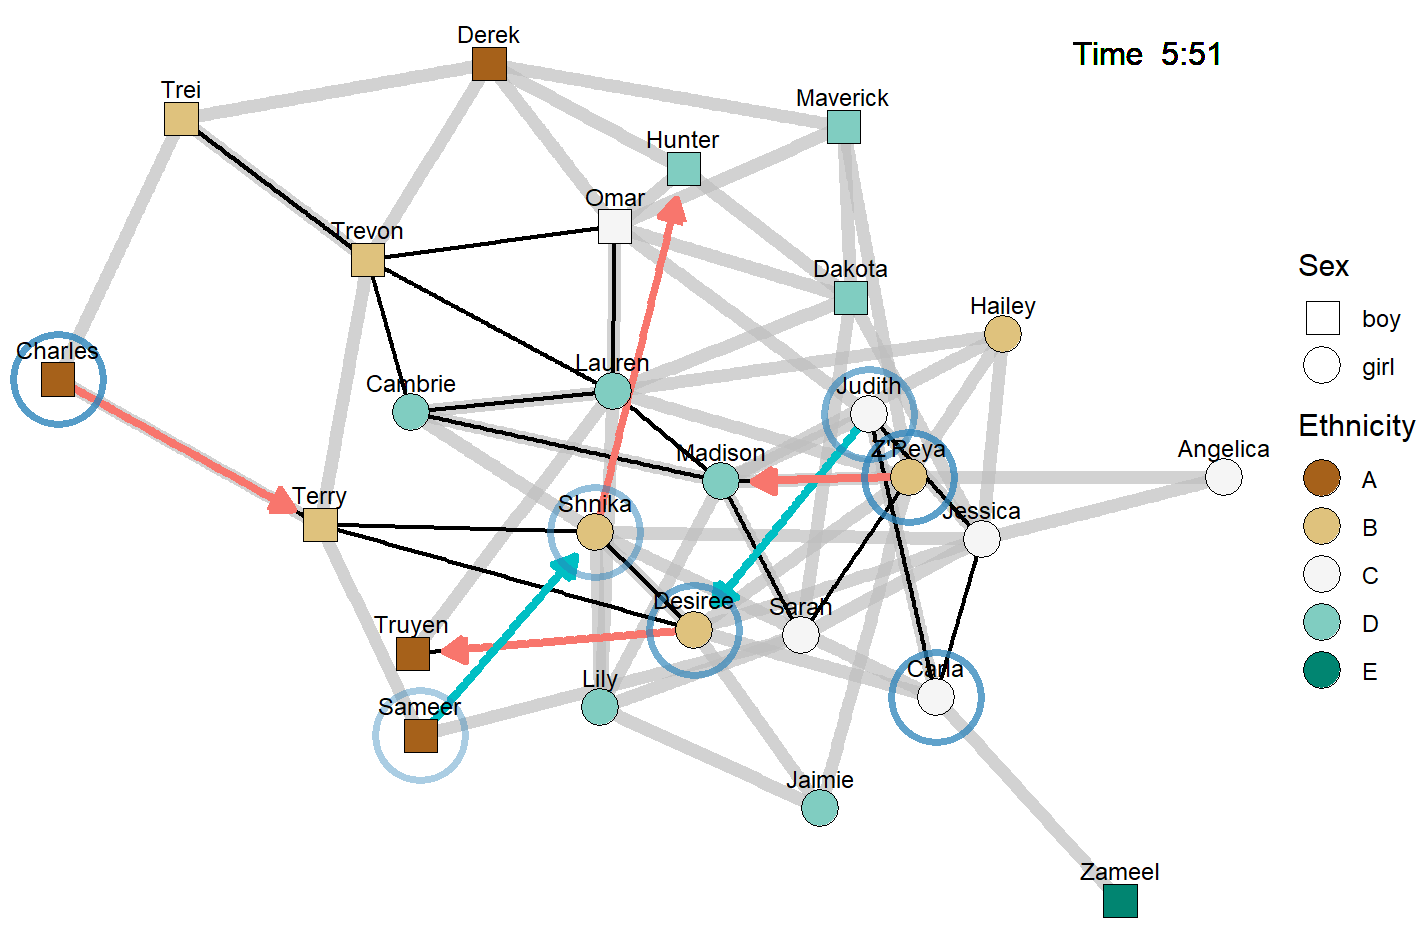 Derek
Time 5:51
Trei
Maverick
Hunter
Omar
Trevon
Dakota
Sex
Hailey
boy
Charles
Lauren
girl
Cambrie
Judith
Ethnicity
Madison
Z'Reya
Angelica
A
Terry
Shnika
Jessica
B
C
Desiree
Sarah
Truyen
D
Lily
Carla
E
Sameer
Jaimie
Zameel